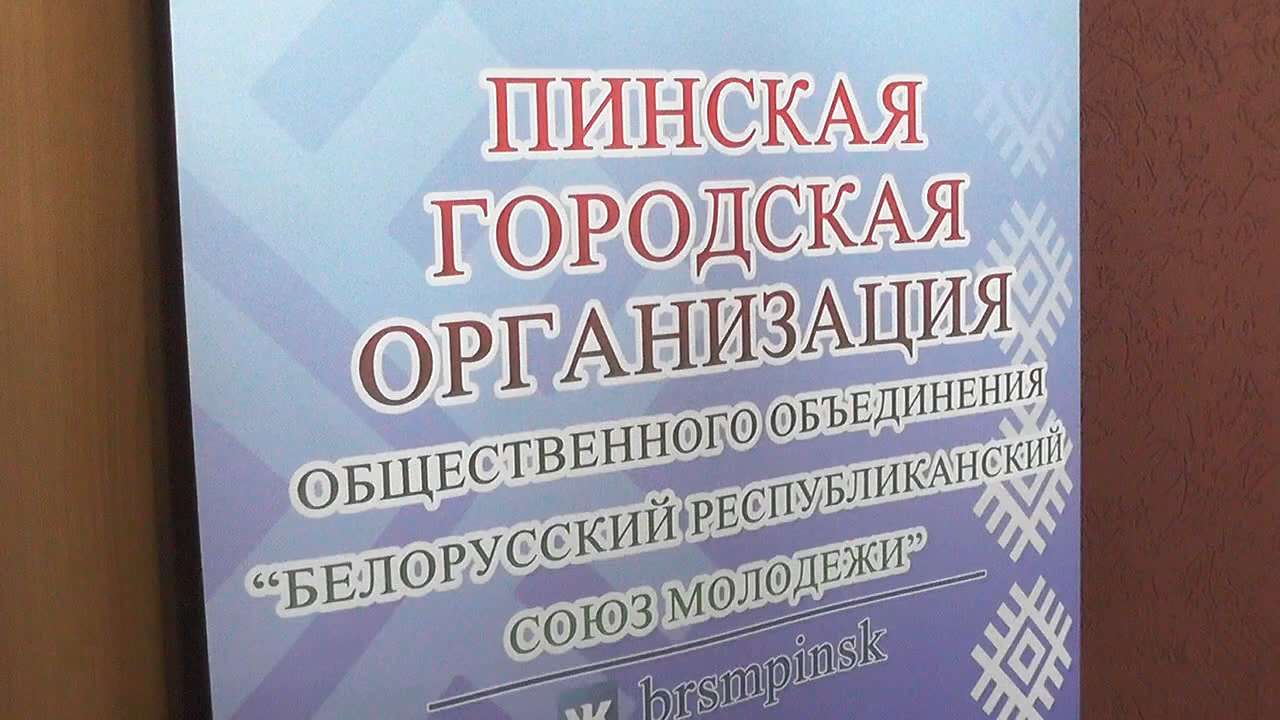 ПИНСКАЯ
ГОРОДСКАЯ
ОРГАНИЗАЦИЯ
ОБЩЕСТВЕННОГО ОБЪЕДИНЕНИЯ
“БЕЛОРУССКИЙ РЕСПУБЛИКАНСКИЙ
СОЮЗ МОЛОДЕЖИ”
brsmpinsk